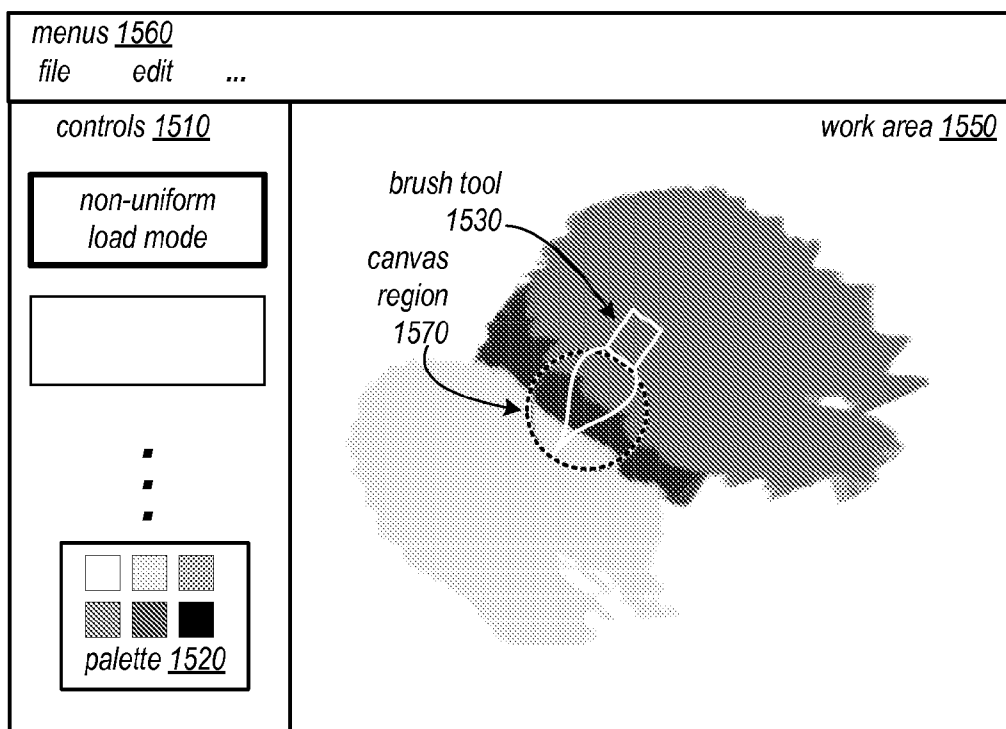 menus 1560
file edit ...
controls 1510
work area 1550
non-uniform
load mode
brush tool
1530
canvas
region
1570
palette 1520